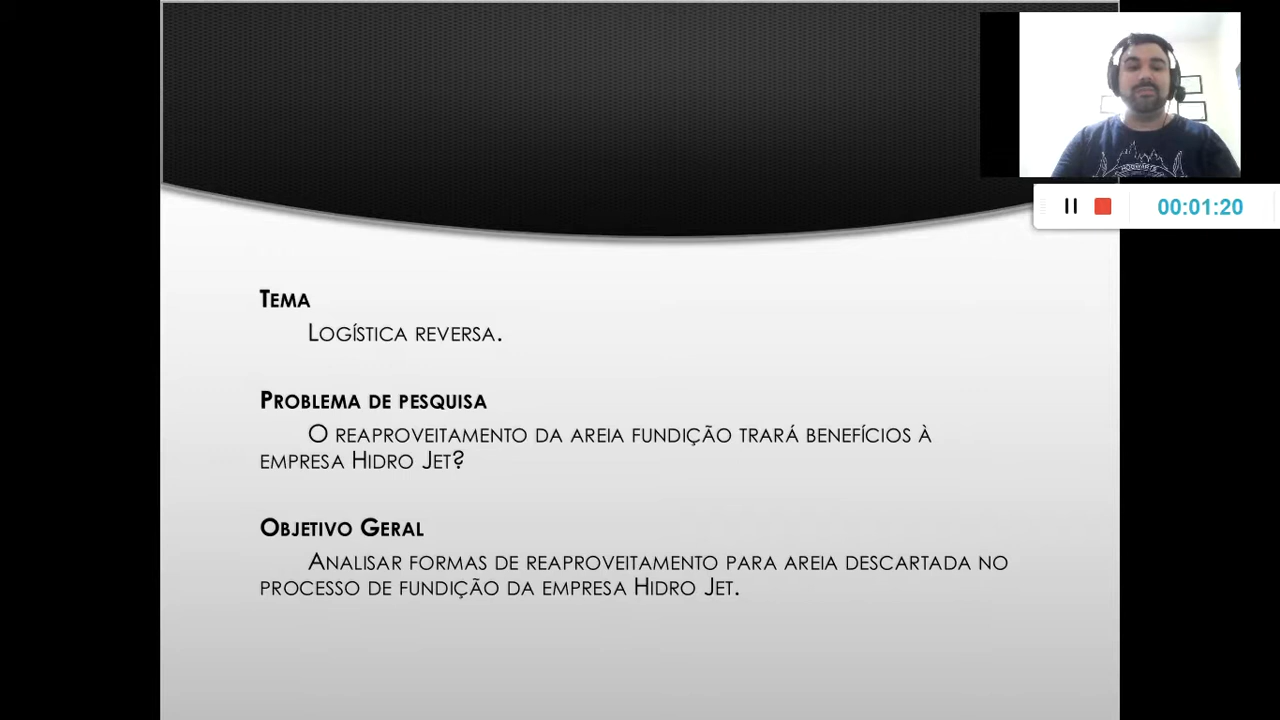 00:01:20
TEMA
LOGÍSTICA REVERSA.
PROBLEMA DE PESQUISA
O REAPROVEITAMENTO DA AREIA FUNDIÇÃO TRARÁ BENEFÍCIOS À
EMPRESA HIDRO JET?
OBJETIVO GERAL
ANALISAR FORMAS DE REAPROVEITAMENTO PARA AREIA DESCARTADA NO
PROCESSO DE FUNDIÇÃO DA EMPRESA HIDRO JET.